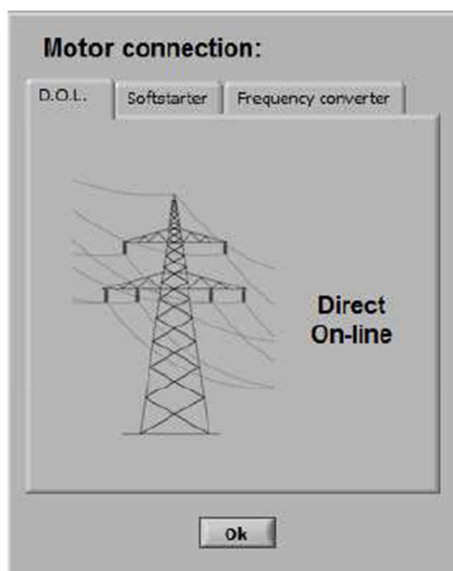 Motor connection:
D.O.L. Softstarter Frequency converter
Direct
On-line
Ok